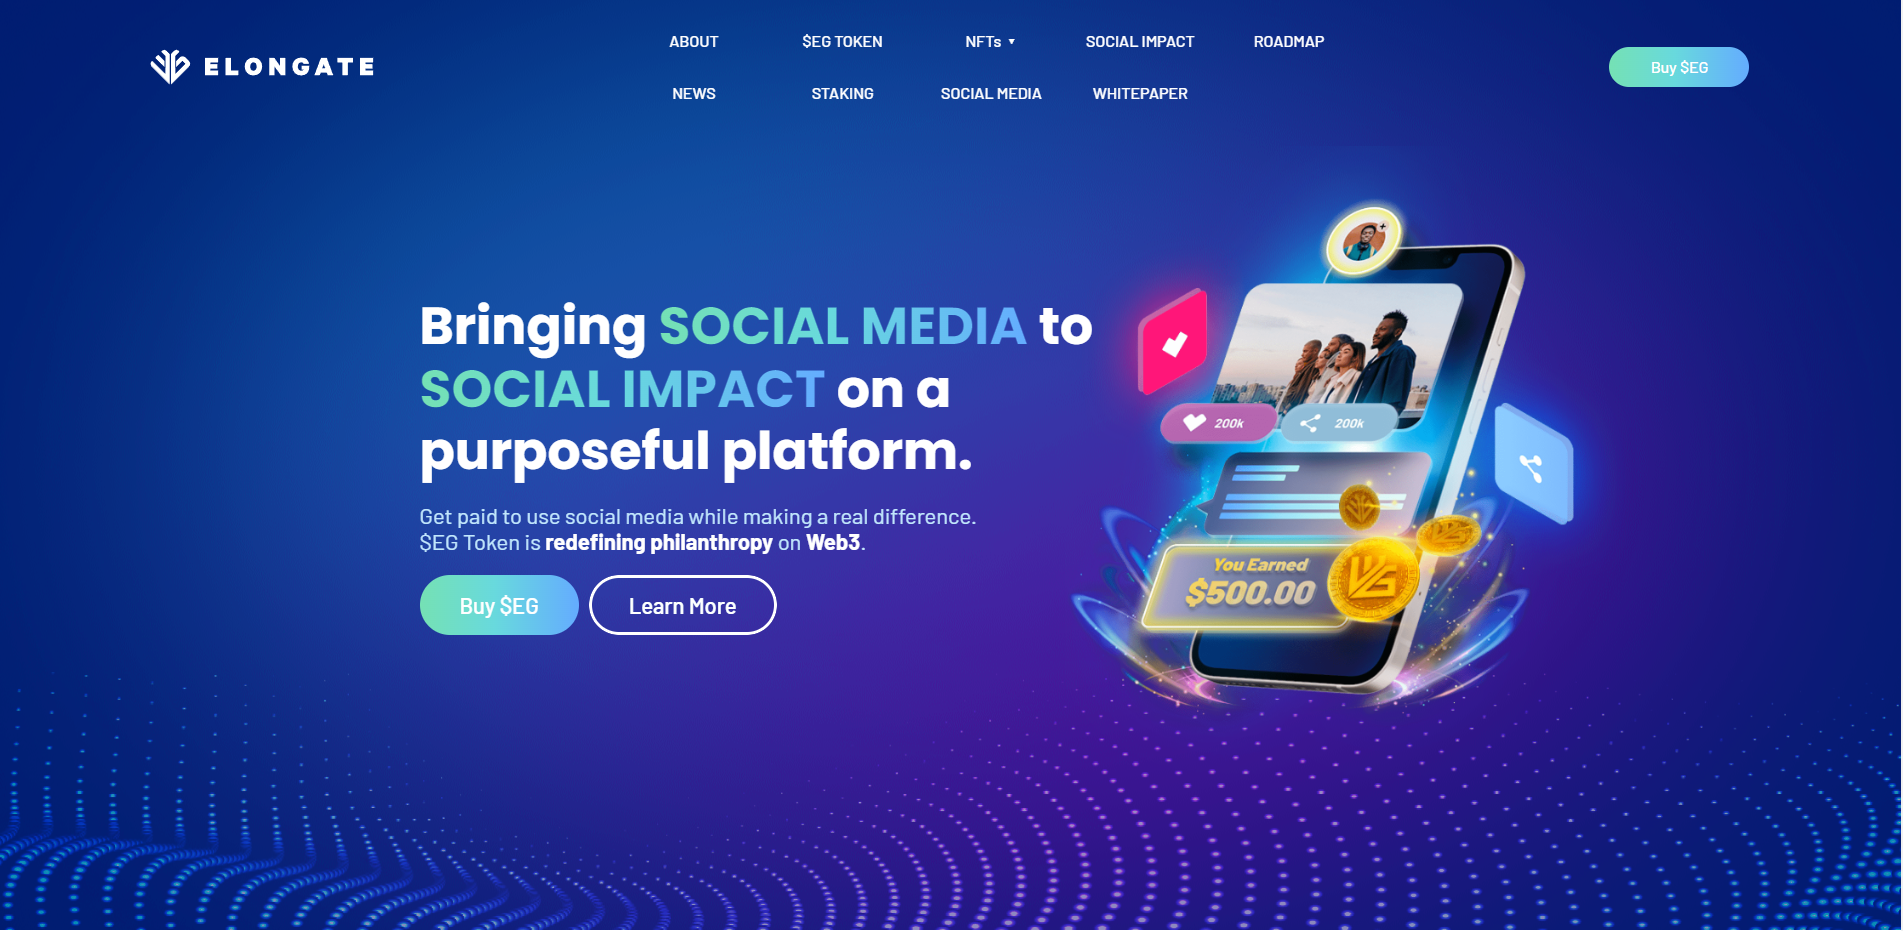 ELONGATE
ABOUT $EG TOKEN NFTs ▼ SOCIAL IMPACT ROADMAP
NEWS STAKING SOCIAL MEDIA WHITEPAPER
Buy $EG
Bringing SOCIAL MEDIA to
SOCIAL IMPACT on a
purposeful platform.
Get paid to use social media while making a real difference.
$EG Token is redefining philanthropy on Web3.
Buy $EG
Learn More
200k
200k
You Earned
$500.00